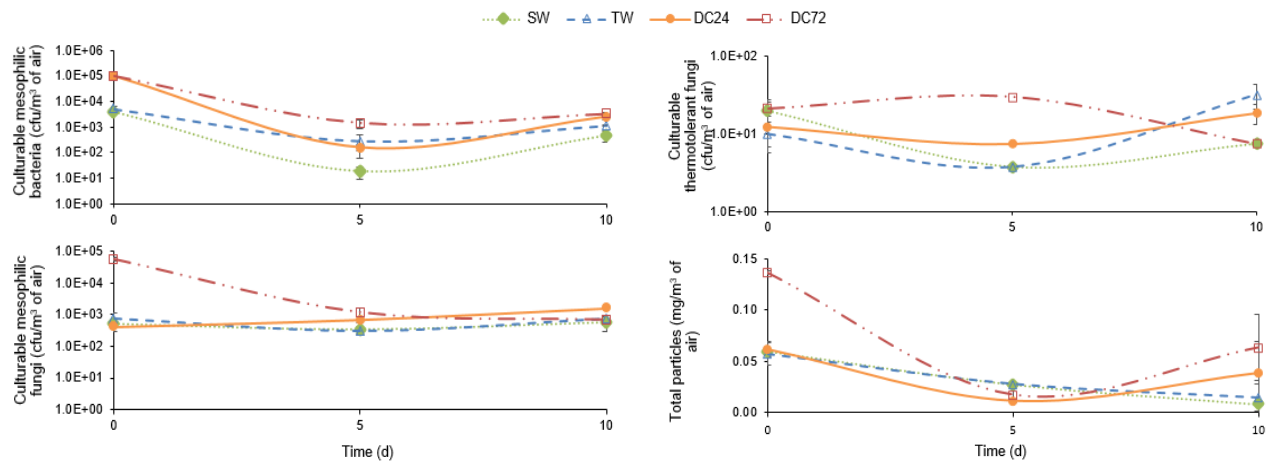 SW TW DC24 DC72
Culturable mesophilic
bacteria (cfu/m³ of air)
1.0E+06
1.0E+05
1.0E+04
1.0E+03
1.0E+02
1.0E+01
1.0E+00
0 5 10
Culturable
thermotolerant fungi
(cfu/m³ of air)
1.0E+02
1.0E+01
1.0E+00
0 5 10
Culturable mesophilic
fungi (cfu/m³ of air)
1.0E+05
1.0E+04
1.0E+03
1.0E+02
1.0E+01
1.0E+00
0 5 10
Time (d)
Total particles (mg/m³ of
air)
0.15
0.10
0.05
0.00
0 5 10
Time (d)